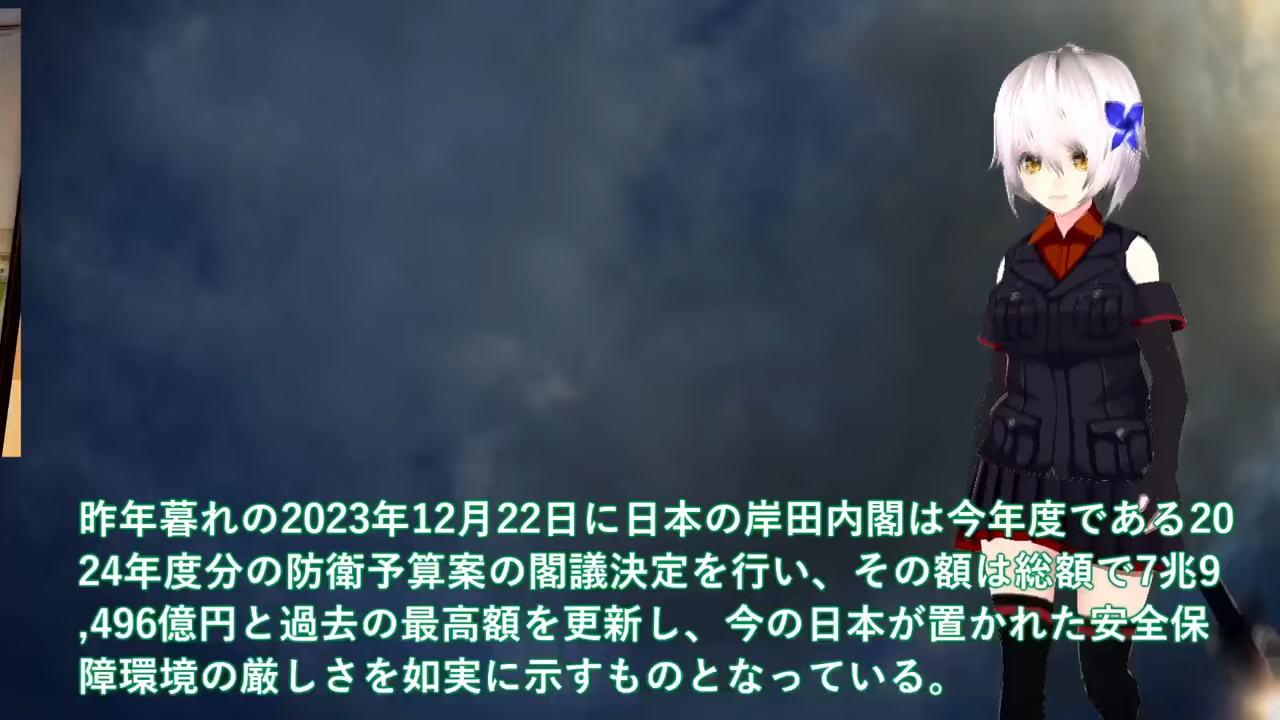 昨年暮れの2023年12月22日に日本の岸田内閣は今年度である20
24年度分の防衛予算案の閣議決定を行い、その額は総額で7兆9
,496億円と過去の最高額を更新し、今の日本が置かれた安全保
障環境の厳しさを如実に示すものとなっている。